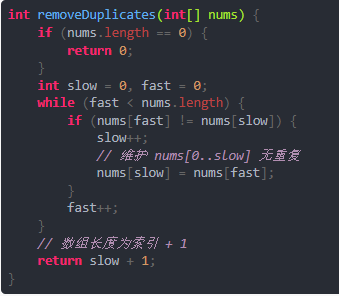 int removeDuplicates(int[] nums) {
    if (nums.length == 0) {
        return 0;
    }
    int slow = 0, fast = 0;
    while (fast < nums.length) {
        if (nums[fast] != nums[slow]) {
            slow++;
            // 维护 nums[0..slow] 无重复
            nums[slow] = nums[fast];
        }
        fast++;
    }
    // 数组长度为索引 + 1
    return slow + 1;
}